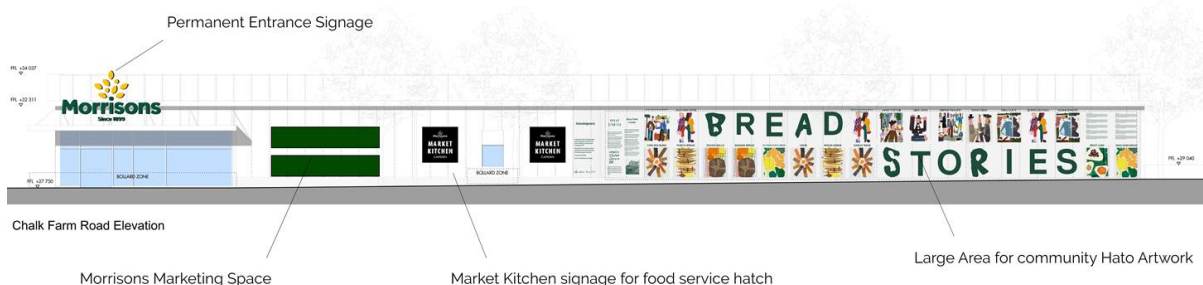 Permanent Entrance Signage
FFL +34 037
FFL +32 311
Morrisons
Since 1899
MARKET
KITCHEN
CAMDEN
MARKET
KITCHEN
CAMDEN
BREAD
STORIES
BOLLARD ZONE
BOLLARD ZONE
FFL +27 750
FFL +29 040
Chalk Farm Road Elevation
Morrisons Marketing Space
Market Kitchen signage for food service hatch
Large Area for community Hato Artwork